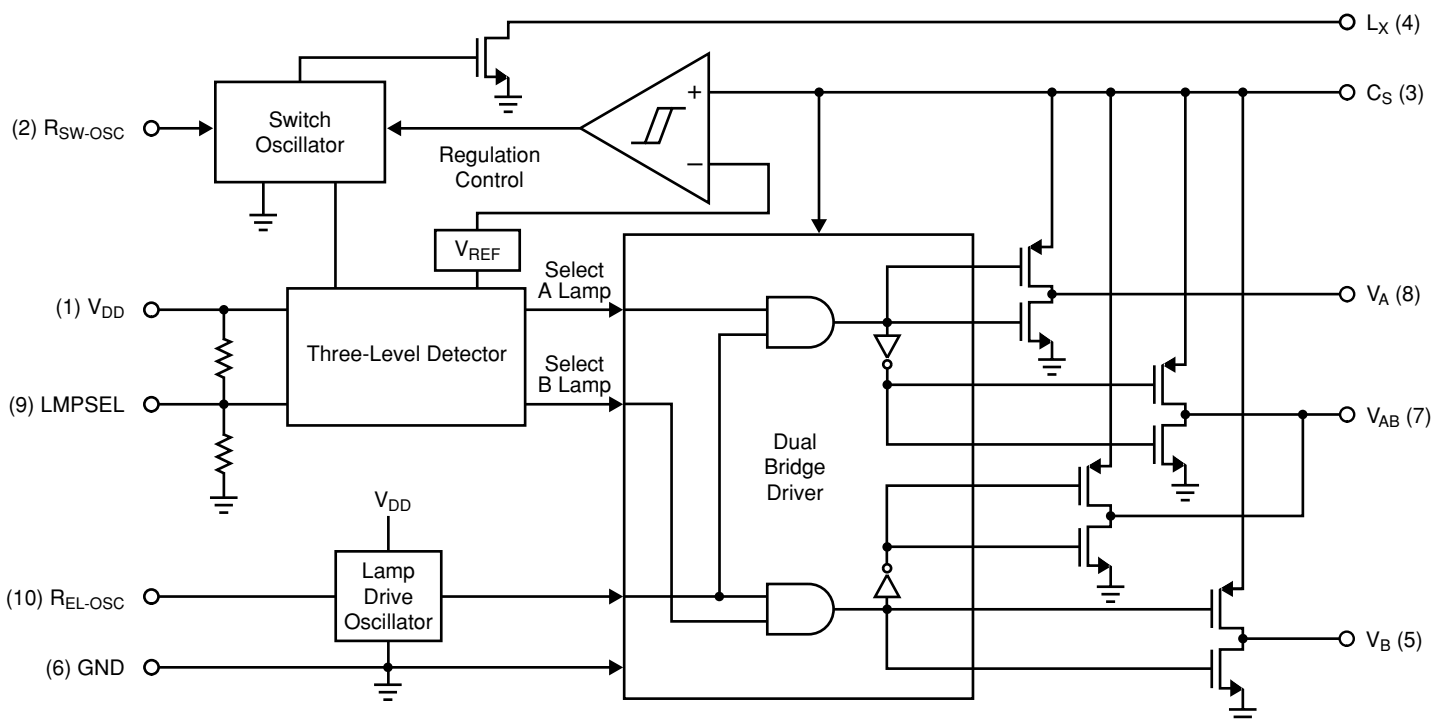 L_X (4)
+
C_S (3)
(2) R_SW-OSC
Switch
Oscillator
Regulation
Control
−
V_REF
Select
A Lamp
(1) V_DD
V_A (8)
Three-Level Detector
Select
B Lamp
(9) LMPSEL
V_AB (7)
Dual
Bridge
Driver
V_DD
(10) R_EL-OSC
Lamp
Drive
Oscillator
V_B (5)
(6) GND